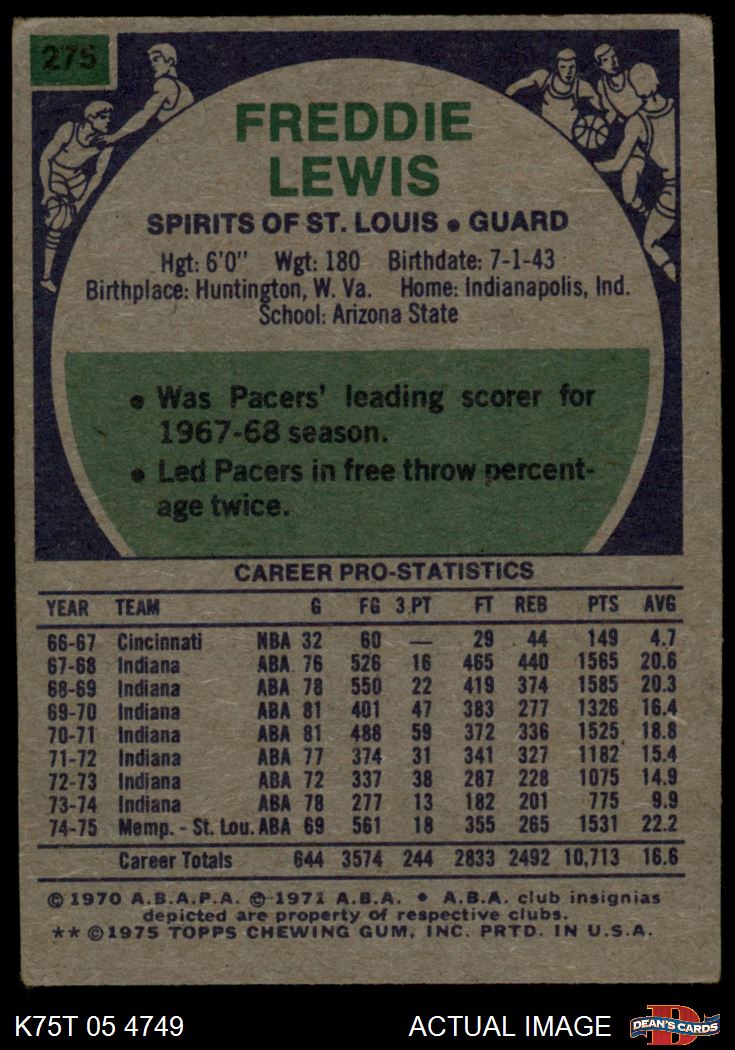 275
FREDDIE
LEWIS
SPIRITS OF ST. LOUIS • GUARD
Hgt: 6'0" Wgt: 180 Birthdate: 7-1-43
Birthplace: Huntington, W. Va. Home: Indianapolis, Ind.
School: Arizona State
• Was Pacers' leading scorer for
1967-68 season.
• Led Pacers in free throw percent-
age twice.
CAREER PRO-STATISTICS
YEAR TEAM G FG 3 PT FT REB PTS AVG
66-67 Cincinnati NBA 32 60 — 29 44 149 4.7
67-68 Indiana ABA 76 526 16 465 440 1565 20.6
68-69 Indiana ABA 78 550 22 419 374 1585 20.3
69-70 Indiana ABA 81 401 47 383 277 1326 16.4
70-71 Indiana ABA 81 488 59 372 336 1525 18.8
71-72 Indiana ABA 77 374 31 341 327 1182 15.4
72-73 Indiana ABA 72 337 38 287 228 1075 14.9
73-74 Indiana ABA 78 277 13 182 201 775 9.9
74-75 Memp. - St. Lou. ABA 69 561 18 355 265 1531 22.2
Career Totals 644 3574 244 2833 2492 10,713 16.6
© 1970 A.B.A.P.A. © 1971 A.B.A. • A.B.A. club insignias
depicted are property of respective clubs.
** © 1975 TOPPS CHEWING GUM, INC. PRTD. IN U.S.A.
K75T 05 4749 ACTUAL IMAGE D DEAN'S CARDS